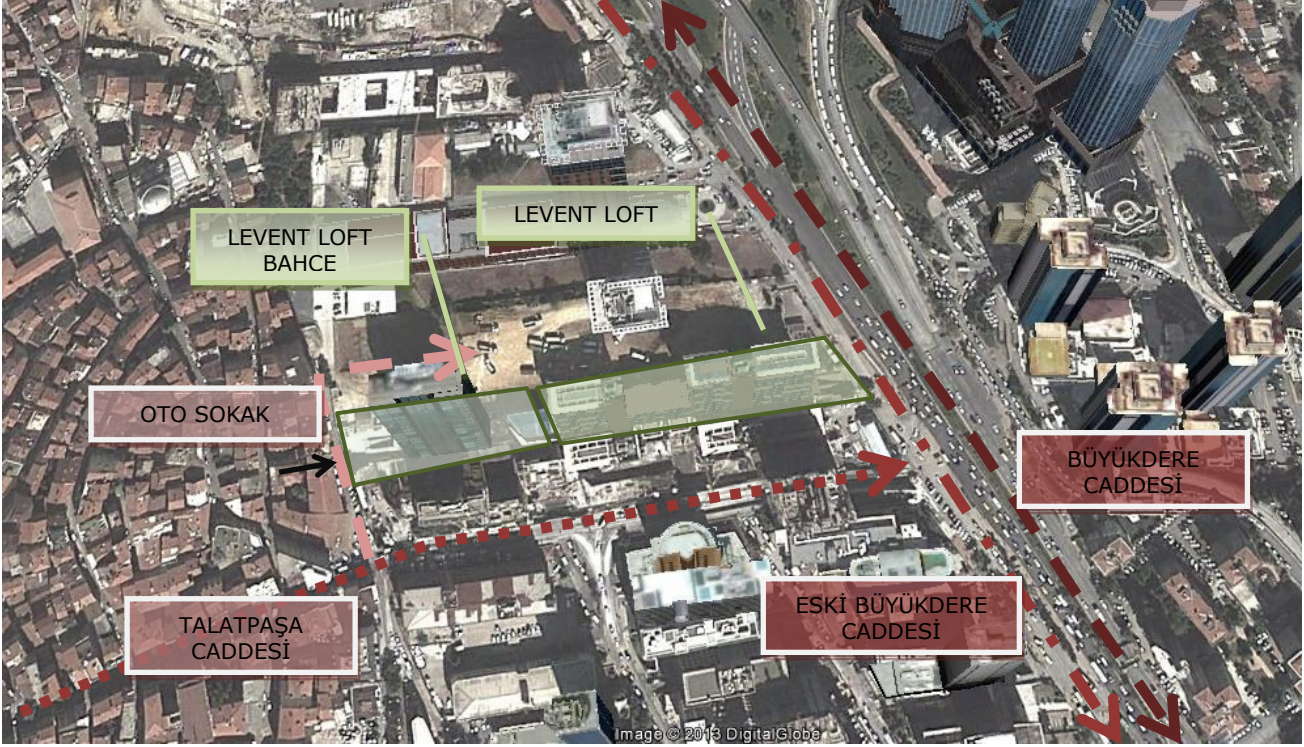 LEVENT LOFT
LEVENT LOFT
BAHCE
OTO SOKAK
BÜYÜKDERE
CADDESİ
ESKİ BÜYÜKDERE
CADDESİ
TALATPAŞA
CADDESİ
Image © 2013 DigitalGlobe